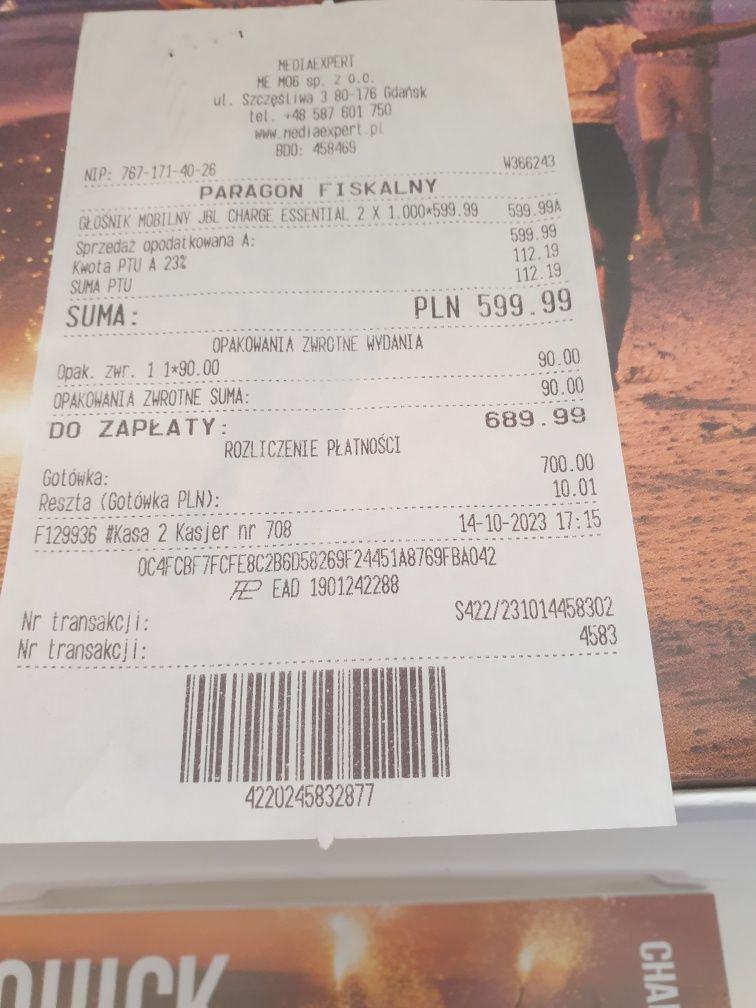 MEDIAEXPERT
ME M06 sp. z o.o.
ul. Szczęśliwa 3 80-176 Gdańsk
tel. +48 587 601 750
www.mediaexpert.pl
BDO: 458469
NIP: 767-171-40-26 W366243
PARAGON FISKALNY
GŁOŚNIK MOBILNY JBL CHARGE ESSENTIAL 2 X 1.000*599.99 599.99A
Sprzedaż opodatkowana A: 599.99
Kwota PTU A 23% 112.19
SUMA PTU 112.19
SUMA: PLN 599.99
OPAKOWANIA ZWROTNE WYDANIA
Opak. zwr. 1 1*90.00 90.00
OPAKOWANIA ZWROTNE SUMA: 90.00
DO ZAPŁATY: 689.99
ROZLICZENIE PŁATNOŚCI
Gotówka: 700.00
Reszta (Gotówka PLN): 10.01
F129936 #Kasa 2 Kasjer nr 708 14-10-2023 17:15
0C4FCBF7FCFE8C2B6D58269F24451A8769FBA042
EAD 1901242288
Nr transakcji: S422/231014458302
Nr transakcji: 4583
4220245832877
QUICK
CHA